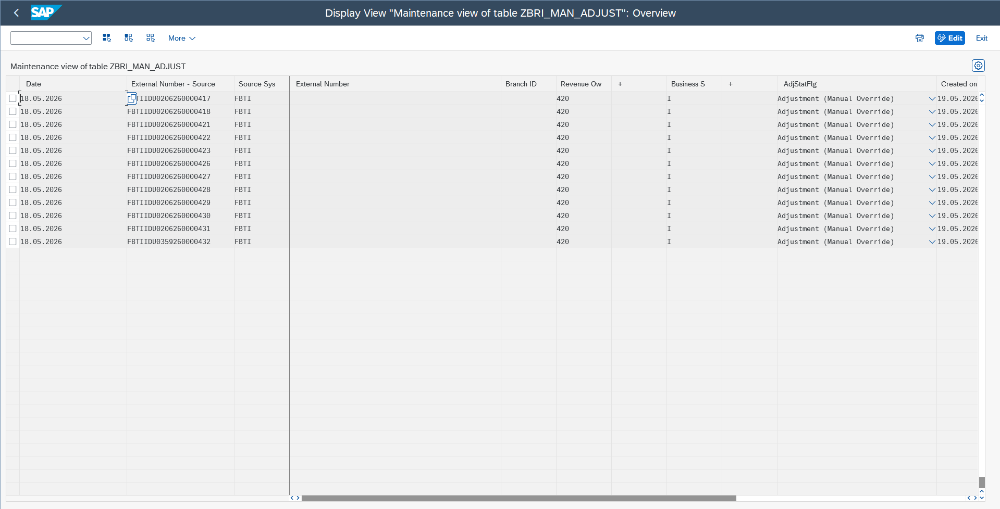 SAP
Display View "Maintenance view of table ZBRI_MAN_ADJUST": Overview
More
Edit Exit
Maintenance view of table ZBRI_MAN_ADJUST
Date External Number - Source Source Sys External Number Branch ID Revenue Ow + Business S + AdjStatFlg Created on
18.05.2026 TIIDU0206260000417 FBTI 420 I Adjustment (Manual Override) 19.05.2026
18.05.2026 FBTIIDU0206260000418 FBTI 420 I Adjustment (Manual Override) 19.05.2026
18.05.2026 FBTIIDU0206260000421 FBTI 420 I Adjustment (Manual Override) 19.05.2026
18.05.2026 FBTIIDU0206260000422 FBTI 420 I Adjustment (Manual Override) 19.05.2026
18.05.2026 FBTIIDU0206260000423 FBTI 420 I Adjustment (Manual Override) 19.05.2026
18.05.2026 FBTIIDU0206260000426 FBTI 420 I Adjustment (Manual Override) 19.05.2026
18.05.2026 FBTIIDU0206260000427 FBTI 420 I Adjustment (Manual Override) 19.05.2026
18.05.2026 FBTIIDU0206260000428 FBTI 420 I Adjustment (Manual Override) 19.05.2026
18.05.2026 FBTIIDU0206260000429 FBTI 420 I Adjustment (Manual Override) 19.05.2026
18.05.2026 FBTIIDU0206260000430 FBTI 420 I Adjustment (Manual Override) 19.05.2026
18.05.2026 FBTIIDU0206260000431 FBTI 420 I Adjustment (Manual Override) 19.05.2026
18.05.2026 FBTIIDU0359260000432 FBTI 420 I Adjustment (Manual Override) 19.05.2026